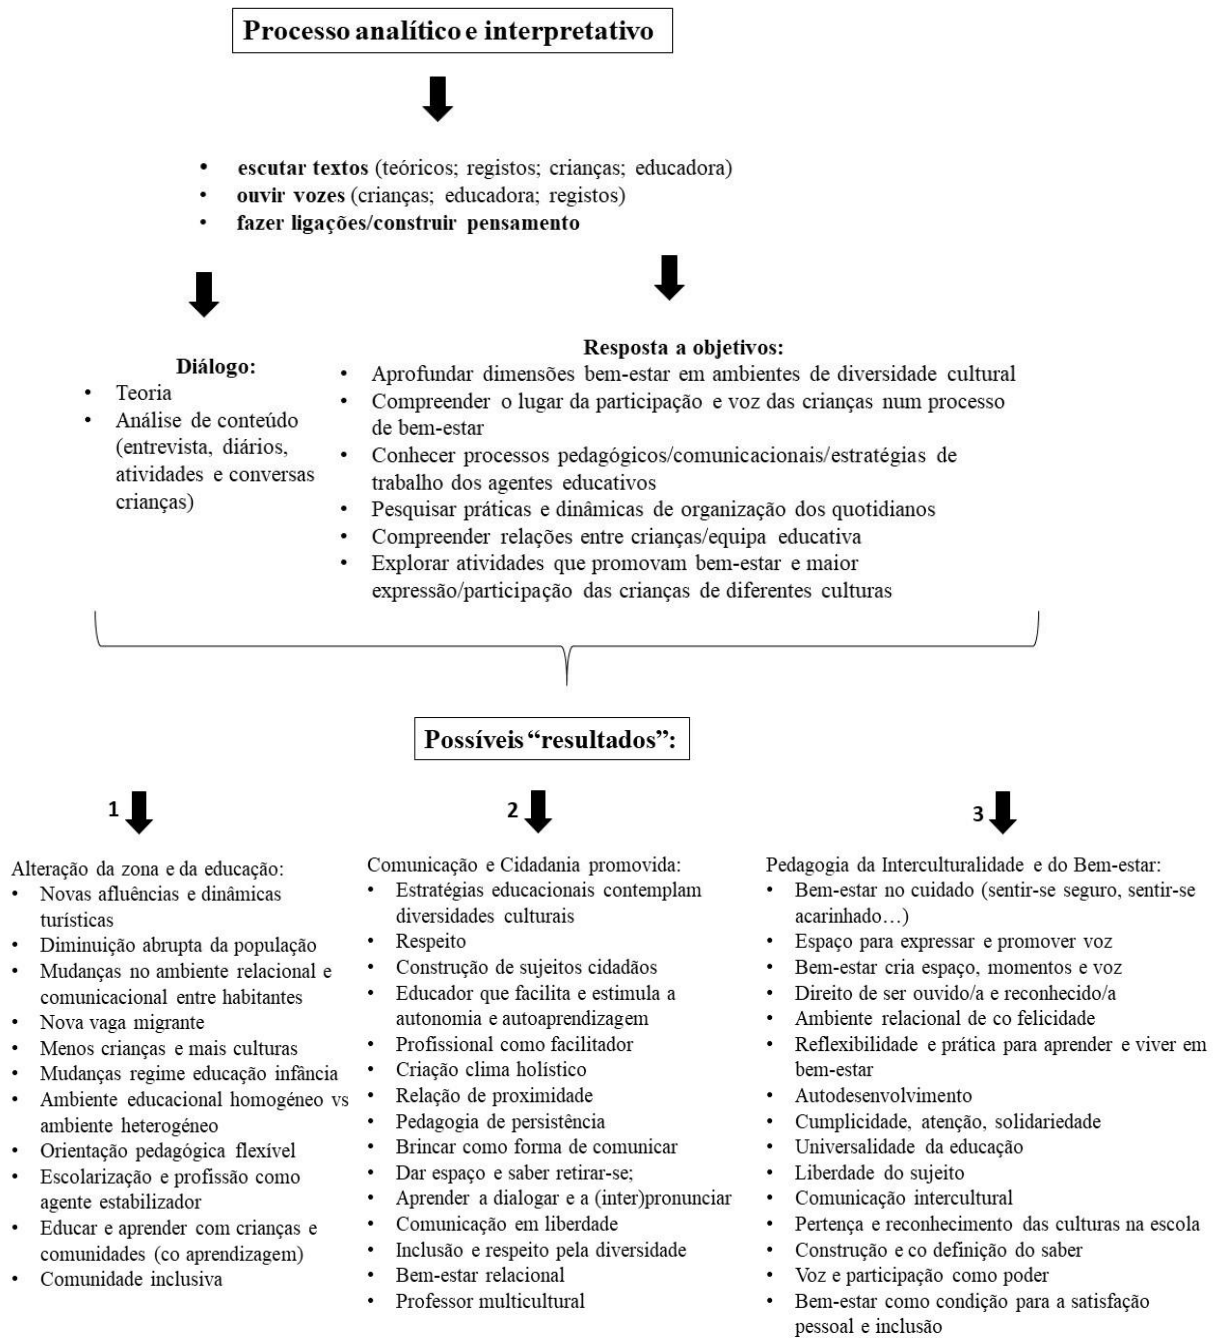 Processo analítico e interpretativo
• escutar textos (teóricos; registos; crianças; educadora)
• ouvir vozes (crianças; educadora; registos)
• fazer ligações/construir pensamento
Diálogo:
• Teoria
• Análise de conteúdo
(entrevista, diários,
atividades e conversas
crianças)
Resposta a objetivos:
• Aprofundar dimensões bem-estar em ambientes de diversidade cultural
• Compreender o lugar da participação e voz das crianças num processo
de bem-estar
• Conhecer processos pedagógicos/comunicacionais/estratégias de
trabalho dos agentes educativos
• Pesquisar práticas e dinâmicas de organização dos quotidianos
• Compreender relações entre crianças/equipa educativa
• Explorar atividades que promovam bem-estar e maior
expressão/participação das crianças de diferentes culturas
Possíveis “resultados”:
1
Alteração da zona e da educação:
• Novas afluências e dinâmicas
turísticas
• Diminuição abrupta da população
• Mudanças no ambiente relacional e
comunicacional entre habitantes
• Nova vaga migrante
• Menos crianças e mais culturas
• Mudanças regime educação infância
• Ambiente educacional homogéneo vs
ambiente heterogéneo
• Orientação pedagógica flexível
• Escolarização e profissão como
agente estabilizador
• Educar e aprender com crianças e
comunidades (co aprendizagem)
• Comunidade inclusiva
2
Comunicação e Cidadania promovida:
• Estratégias educacionais contemplam
diversidades culturais
• Respeito
• Construção de sujeitos cidadãos
• Educador que facilita e estimula a
autonomia e autoaprendizagem
• Profissional como facilitador
• Criação clima holístico
• Relação de proximidade
• Pedagogia de persistência
• Brincar como forma de comunicar
• Dar espaço e saber retirar-se;
• Aprender a dialogar e a (inter)pronunciar
• Comunicação em liberdade
• Inclusão e respeito pela diversidade
• Bem-estar relacional
• Professor multicultural
3
Pedagogia da Interculturalidade e do Bem-estar:
• Bem-estar no cuidado (sentir-se seguro, sentir-se
acarinhado…)
• Espaço para expressar e promover voz
• Bem-estar cria espaço, momentos e voz
• Direito de ser ouvido/a e reconhecido/a
• Ambiente relacional de co felicidade
• Reflexibilidade e prática para aprender e viver em
bem-estar
• Autodesenvolvimento
• Cumplicidade, atenção, solidariedade
• Universalidade da educação
• Liberdade do sujeito
• Comunicação intercultural
• Pertença e reconhecimento das culturas na escola
• Construção e co definição do saber
• Voz e participação como poder
• Bem-estar como condição para a satisfação
pessoal e inclusão